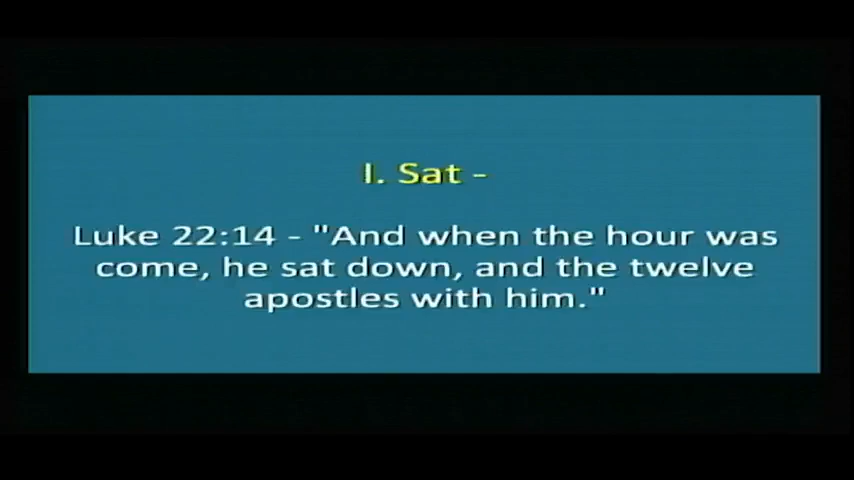 I. Sat -
Luke 22:14 - "And when the hour was
come, he sat down, and the twelve
apostles with him."